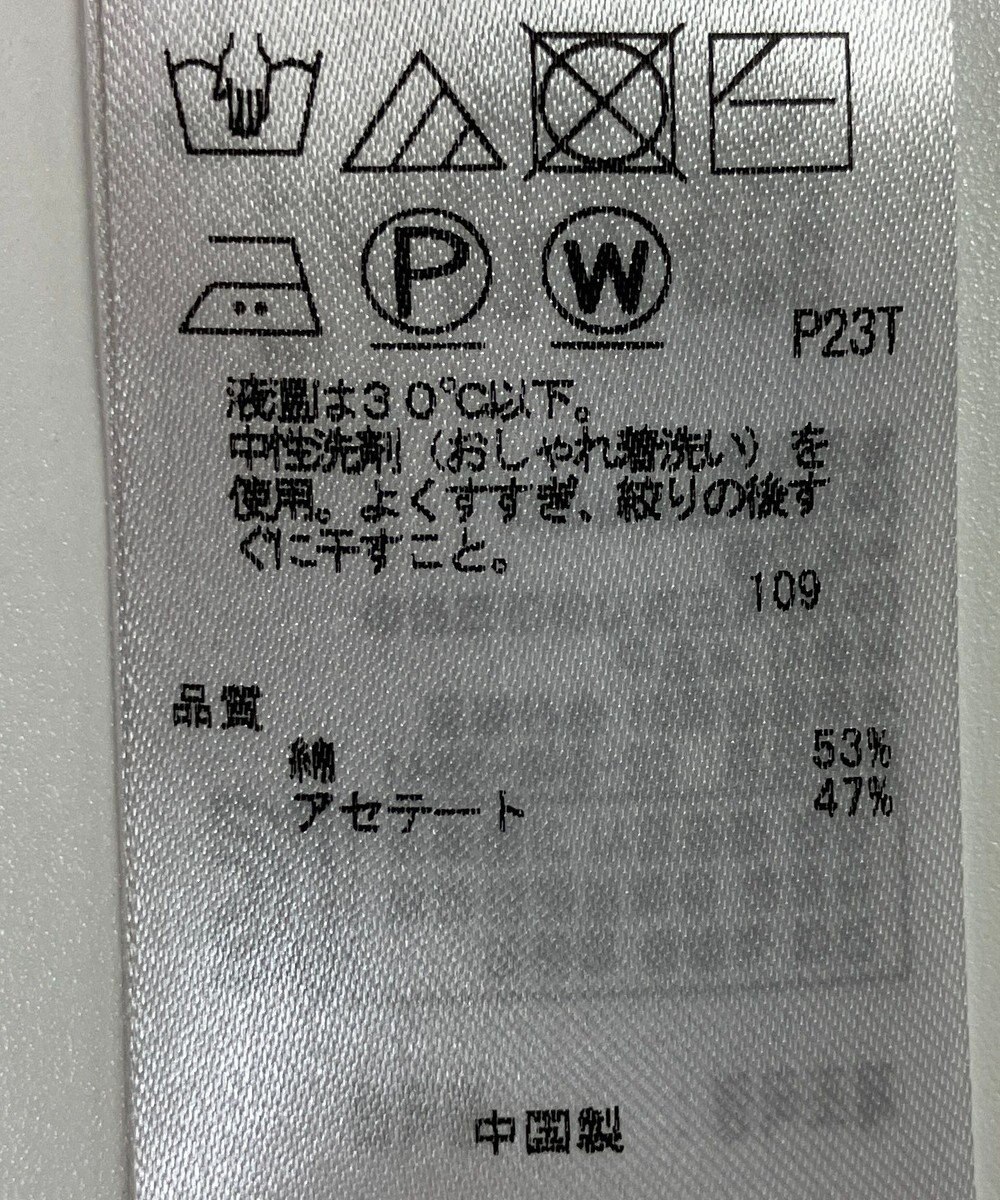 P
W
P23T
液温は30℃以下。
中性洗剤（おしゃれ着洗い）を
使用。よくすすぎ、絞りの後す
ぐに干すこと。
109
品質
綿 53%
アセテート 47%
中国製